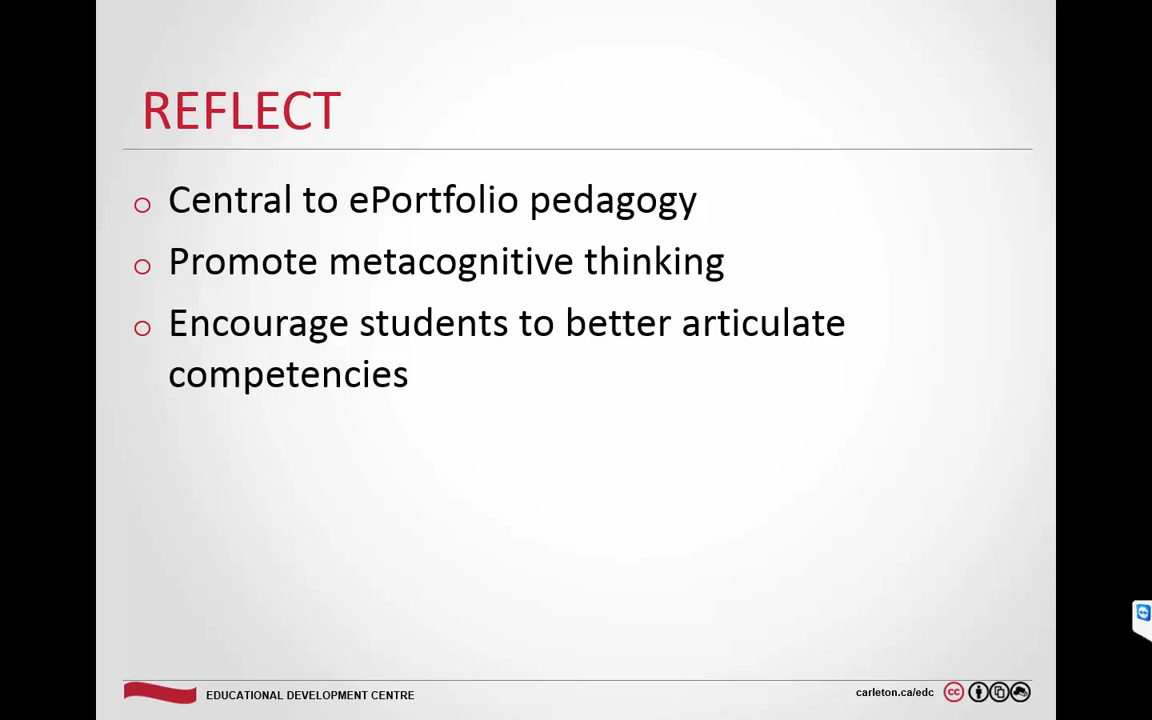 REFLECT
Central to ePortfolio pedagogy
Promote metacognitive thinking
Encourage students to better articulate
competencies
EDUCATIONAL DEVELOPMENT CENTRE
carleton.ca/edc
cc